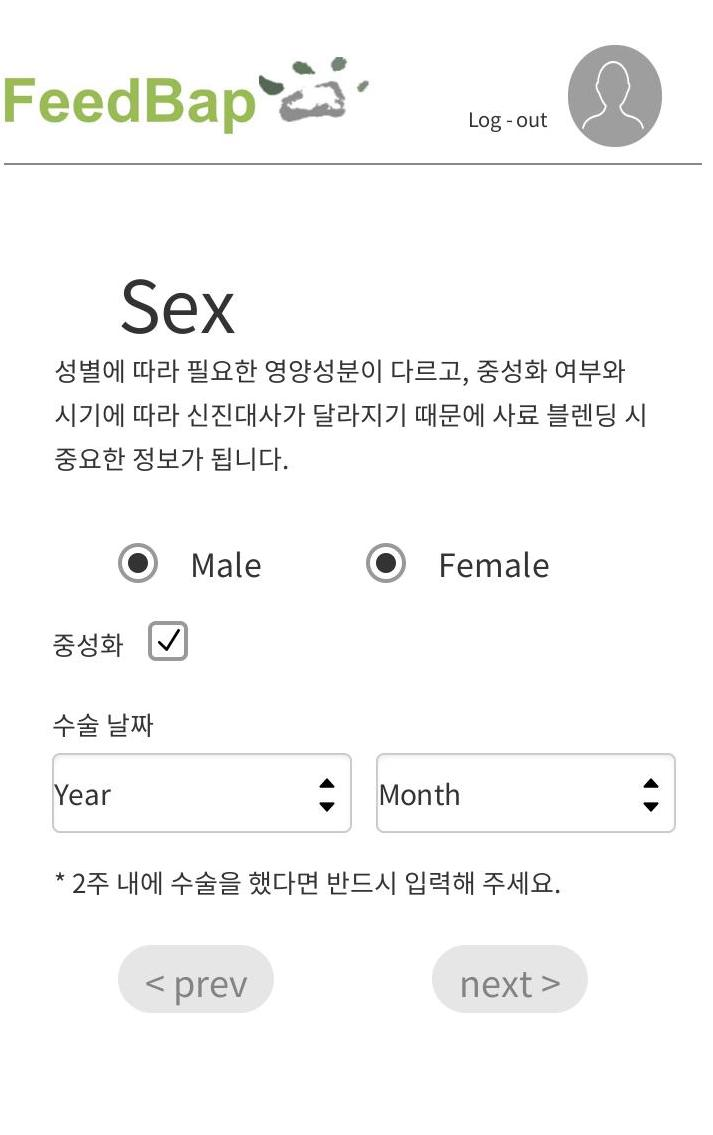 FeedBap
Log - out
Sex
성별에 따라 필요한 영양성분이 다르고, 중성화 여부와
시기에 따라 신진대사가 달라지기 때문에 사료 블렌딩 시
중요한 정보가 됩니다.
Male Female
중성화
수술 날짜
Year Month
* 2주 내에 수술을 했다면 반드시 입력해 주세요.
< prev next >